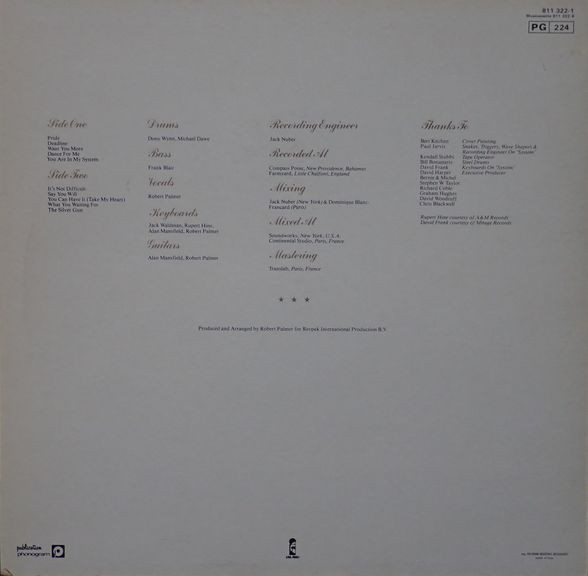 811 322-1
PG 224
Side One
Pride
Deadline
Want You More
Dance For Me
You Are In My System
Side Two
It's Not Difficult
Say You Will
You Can Have It (Take My Heart)
What You Waiting For
The Silver Gun
Drums
Dony Wynn, Michael Dawe
Bass
Frank Blair
Vocals
Robert Palmer
Keyboards
Jack Waldman, Rupert Hine,
Alan Mansfield, Robert Palmer
Guitars
Alan Mansfield, Robert Palmer
Recording Engineer
Jack Nuber
Recorded At
Compass Point, New Providence, Bahamas
Farmyard, Little Chalfont, England
Mixing
Jack Nuber (New York) & Dominique Blanc-
Francard (Paris)
Mixed At
Soundworks, New York, U.S.A.
Continental Studio, Paris, France
Mastering
Translab, Paris, France
Thanks To
Bert Kitchen Cover Painting
Paul Jarvis Snakes, Triggers, Wave Shapers &
Recording Engineer On "System"
Kendall Stubbs Tape Operator
Bill Bonaparte Steel Drums
David Frank Keyboards On "System"
David Harper Executive Producer
Bernie & Michel
Stephen W Taylor
Richard Coble
Graham Hughes
David Woodruff
Chris Blackwell
Rupert Hine courtesy of A&M Records
David Frank courtesy of Mirage Records
★ ★ ★
Produced and Arranged by Robert Palmer for Rempek International Production B.V.
publication
phonogram